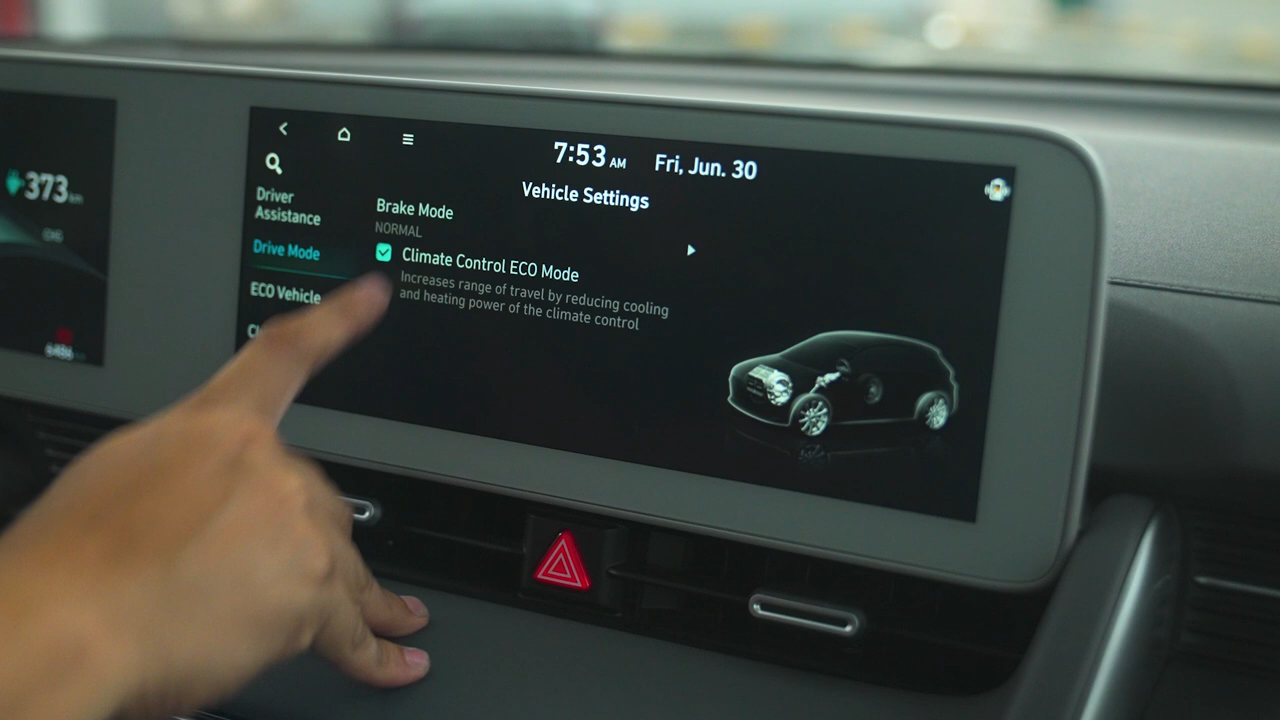 373 km
7:53 AM Fri, Jun. 30
Vehicle Settings
Driver
Assistance
Drive Mode
ECO Vehicle
Brake Mode
NORMAL
Climate Control ECO Mode
Increases range of travel by reducing cooling
and heating power of the climate control